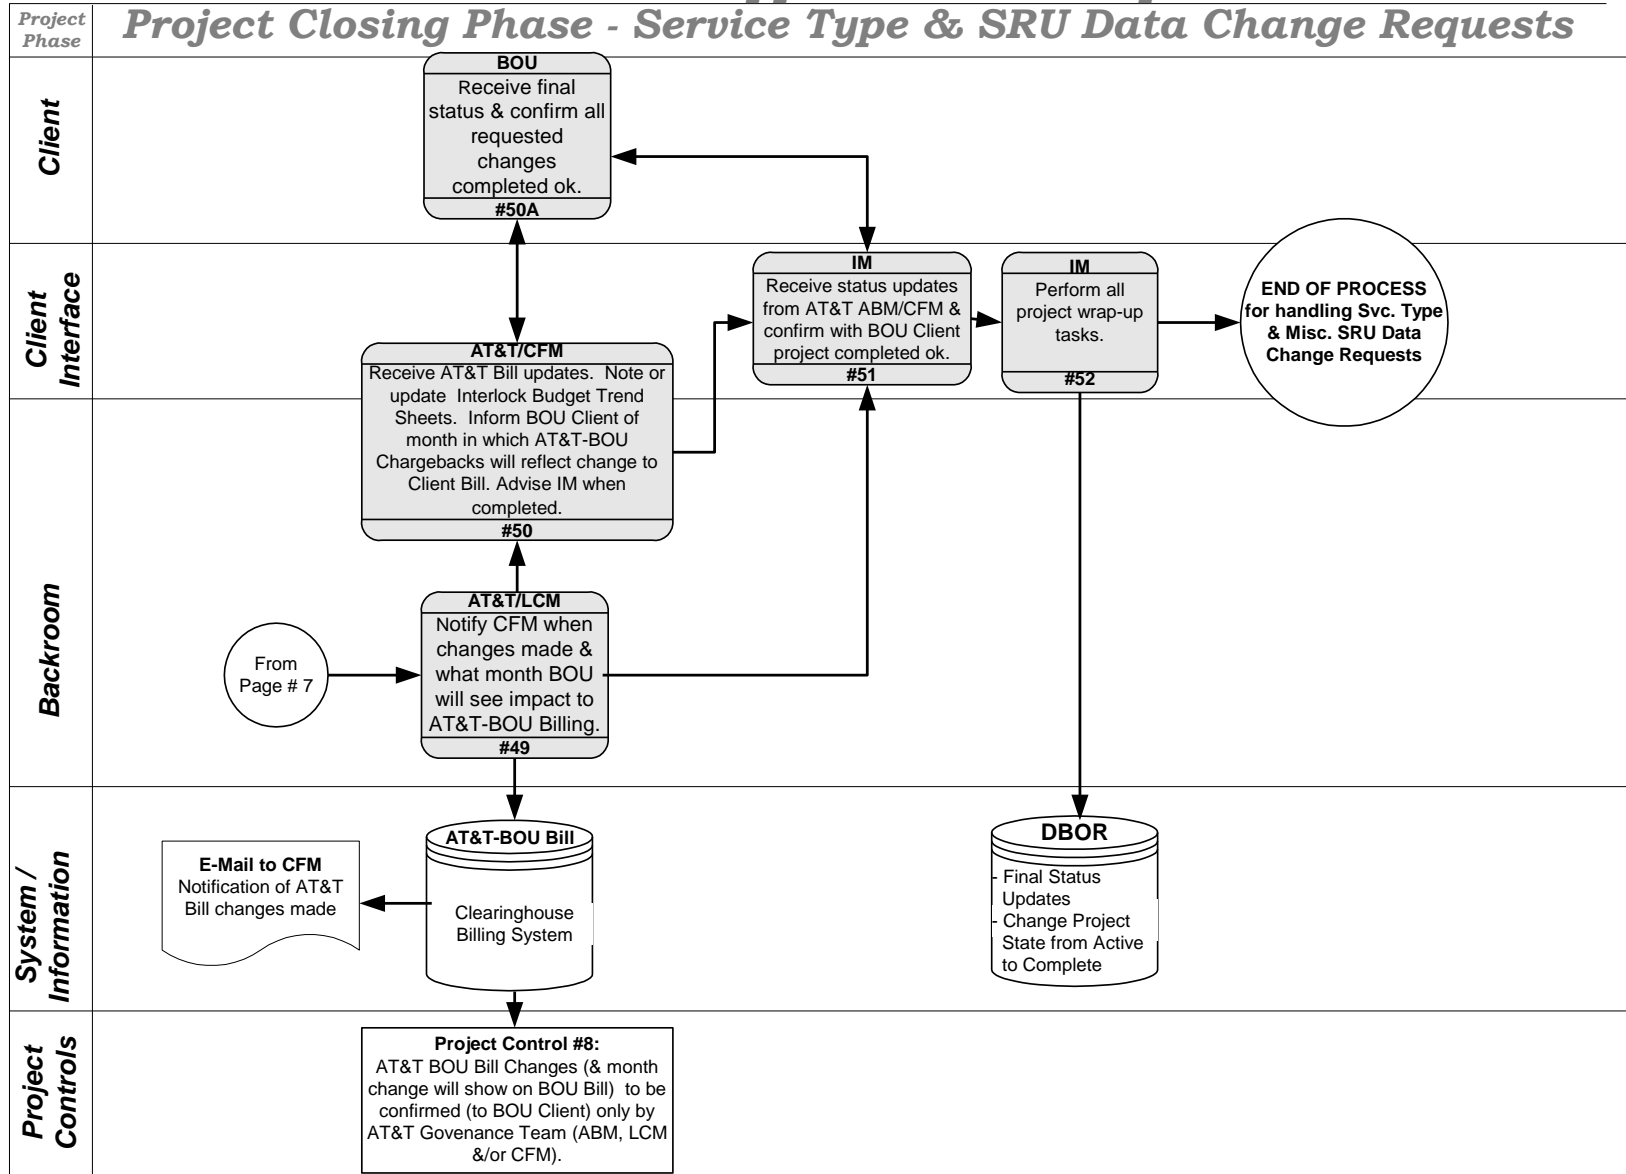 Project
Phase
Project Closing Phase - Service Type & SRU Data Change Requests
Client
BOU
Receive final
status & confirm all
requested
changes
completed ok.
#50A
Client
Interface
AT&T/CFM
Receive AT&T Bill updates.  Note or
update  Interlock Budget Trend
Sheets.  Inform BOU Client of
month in which AT&T-BOU
Chargebacks will reflect change to
Client Bill. Advise IM when
completed.
#50
IM
Receive status updates
from AT&T ABM/CFM &
confirm with BOU Client
project completed ok.
#51
IM
Perform all
project wrap-up
tasks.
#52
END OF PROCESS
for handling Svc. Type
& Misc. SRU Data
Change Requests
Backroom
From
Page # 7
AT&T/LCM
Notify CFM when
changes made &
what month BOU
will see impact to
AT&T-BOU Billing.
#49
System /
Information
E-Mail to CFM
Notification of AT&T
Bill changes made
AT&T-BOU Bill
Clearinghouse
Billing System
DBOR
- Final Status
Updates
- Change Project
State from Active
to Complete
Project
Controls
Project Control #8:
AT&T BOU Bill Changes (& month
change will show on BOU Bill)  to be
confirmed (to BOU Client) only by
AT&T Govenance Team (ABM, LCM
&/or CFM).